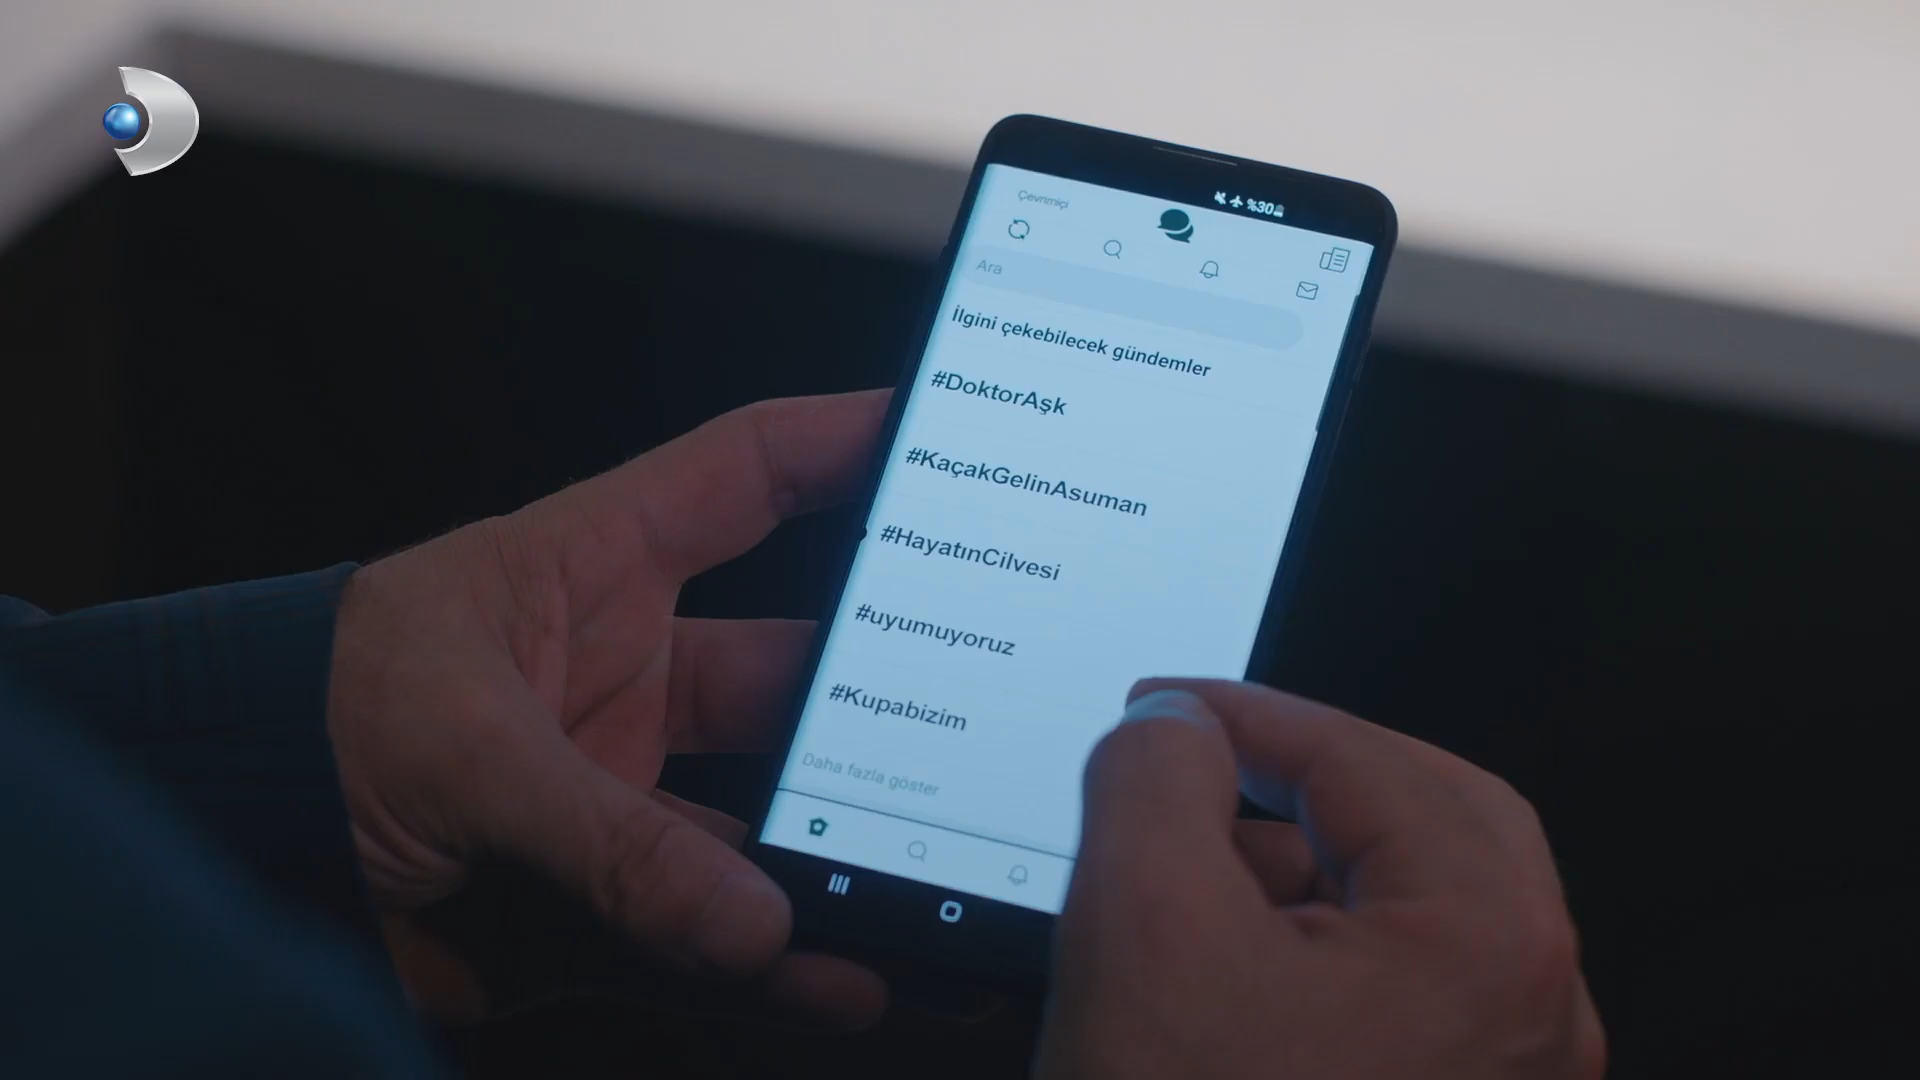 %30
Çevrimiçi
Ara
İlgini çekebilecek gündemler
#DoktorAşk
#KaçakGelinAsuman
#HayatınCilvesi
#uyumuyoruz
#Kupabizim
Daha fazla göster